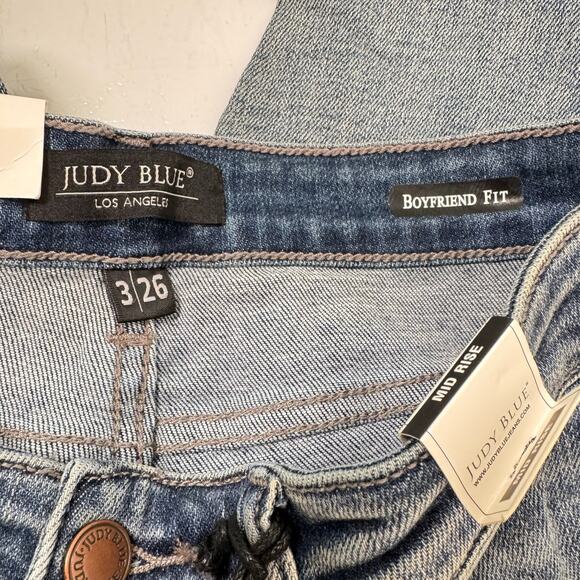 JUDY BLUE®
LOS ANGELES
BOYFRIEND FIT
3/26
MID RISE
JUDY BLUE®
WWW.JUDYBLUEJEANS.COM
JUDY BLUE